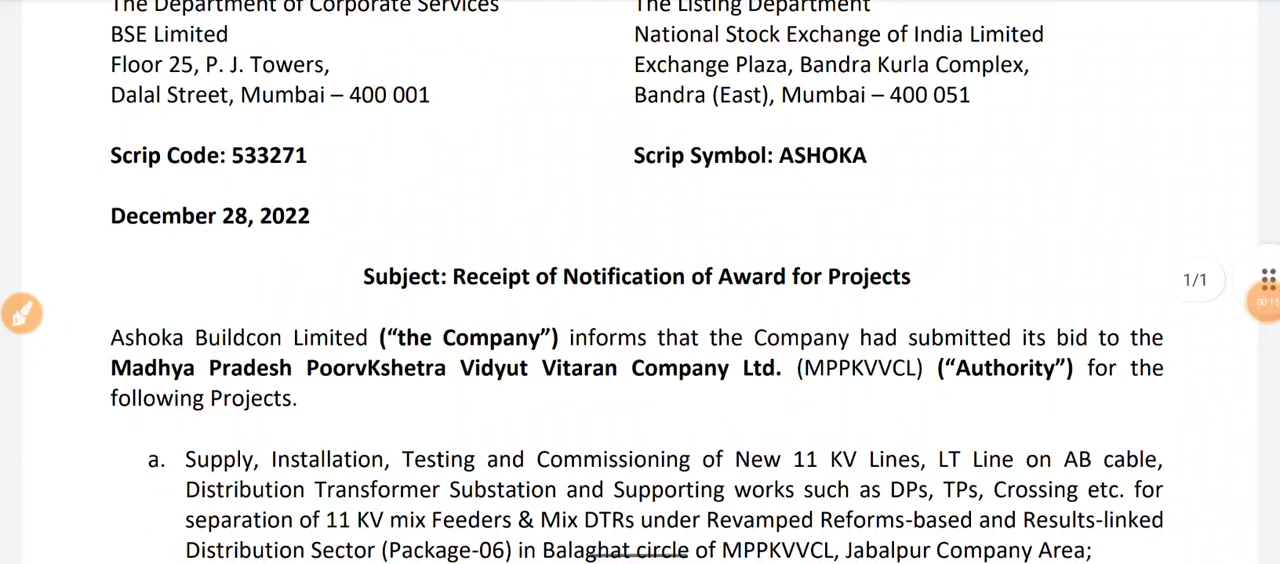 The Department of Corporate Services
The Listing Department
BSE Limited
National Stock Exchange of India Limited
Floor 25, P. J. Towers,
Exchange Plaza, Bandra Kurla Complex,
Dalal Street, Mumbai – 400 001
Bandra (East), Mumbai – 400 051
Scrip Code: 533271
Scrip Symbol: ASHOKA
December 28, 2022
Subject: Receipt of Notification of Award for Projects
1/1
00:15
Ashoka Buildcon Limited (“the Company”) informs that the Company had submitted its bid to the
Madhya Pradesh PoorvKshetra Vidyut Vitaran Company Ltd. (MPPKVVCL) (“Authority”) for the
following Projects.
a. Supply, Installation, Testing and Commissioning of New 11 KV Lines, LT Line on AB cable,
Distribution Transformer Substation and Supporting works such as DPs, TPs, Crossing etc. for
separation of 11 KV mix Feeders & Mix DTRs under Revamped Reforms-based and Results-linked
Distribution Sector (Package-06) in Balaghat circle of MPPKVVCL, Jabalpur Company Area;